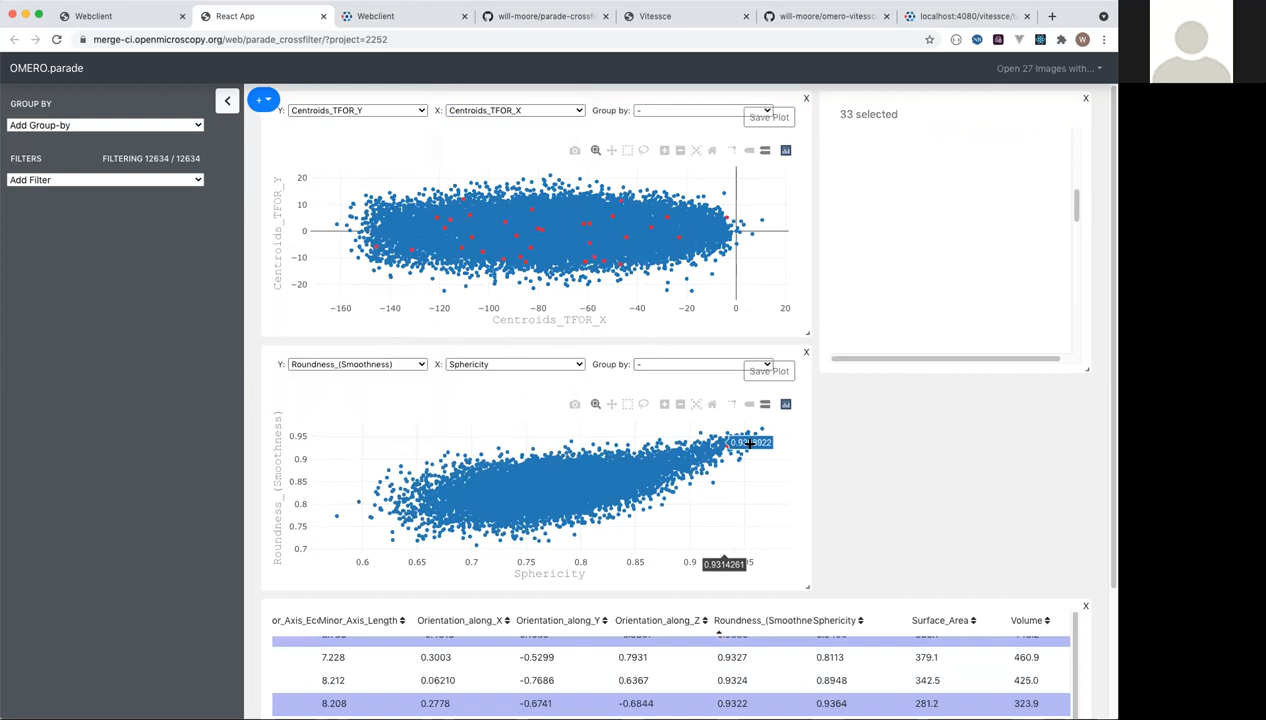 Webclient
React App
Webclient
will-moore/parade-crossfil
Vitessce
will-moore/omero-vitessc
localhost:4080/vitessce/t
merge-ci.openmicroscopy.org/web/parade_crossfilter/?project=2252
W
OMERO.parade
Open 27 Images with...
GROUP BY
Add Group-by
FILTERS FILTERING 12634 / 12634
Add Filter
+
X
Y: Centroids_TFOR_Y X: Centroids_TFOR_X Group by: -
Save Plot
33 selected
X
20
10
0
−10
−20
Centroids_TFOR_Y
−160 −140 −120 −100 −80 −60 −40 −20 0 20
Centroids_TFOR_X
X
Y: Roundness_(Smoothness) X: Sphericity Group by: -
Save Plot
0.95
0.9
0.85
0.8
0.75
0.7
Roundness_(Smoothness)
0.6 0.65 0.7 0.75 0.8 0.85 0.9 0.9314261
Sphericity
X
or_Axis_Ec Minor_Axis_Length Orientation_along_X Orientation_along_Y Orientation_along_Z Roundness_(Smoothne Sphericity Surface_Area Volume
7.228 0.3003 -0.5299 0.7931 0.9327 0.8113 379.1 460.9
8.212 0.06210 -0.7686 0.6367 0.9324 0.8948 342.5 425.0
8.208 0.2778 -0.6741 -0.6844 0.9322 0.9364 281.2 323.9